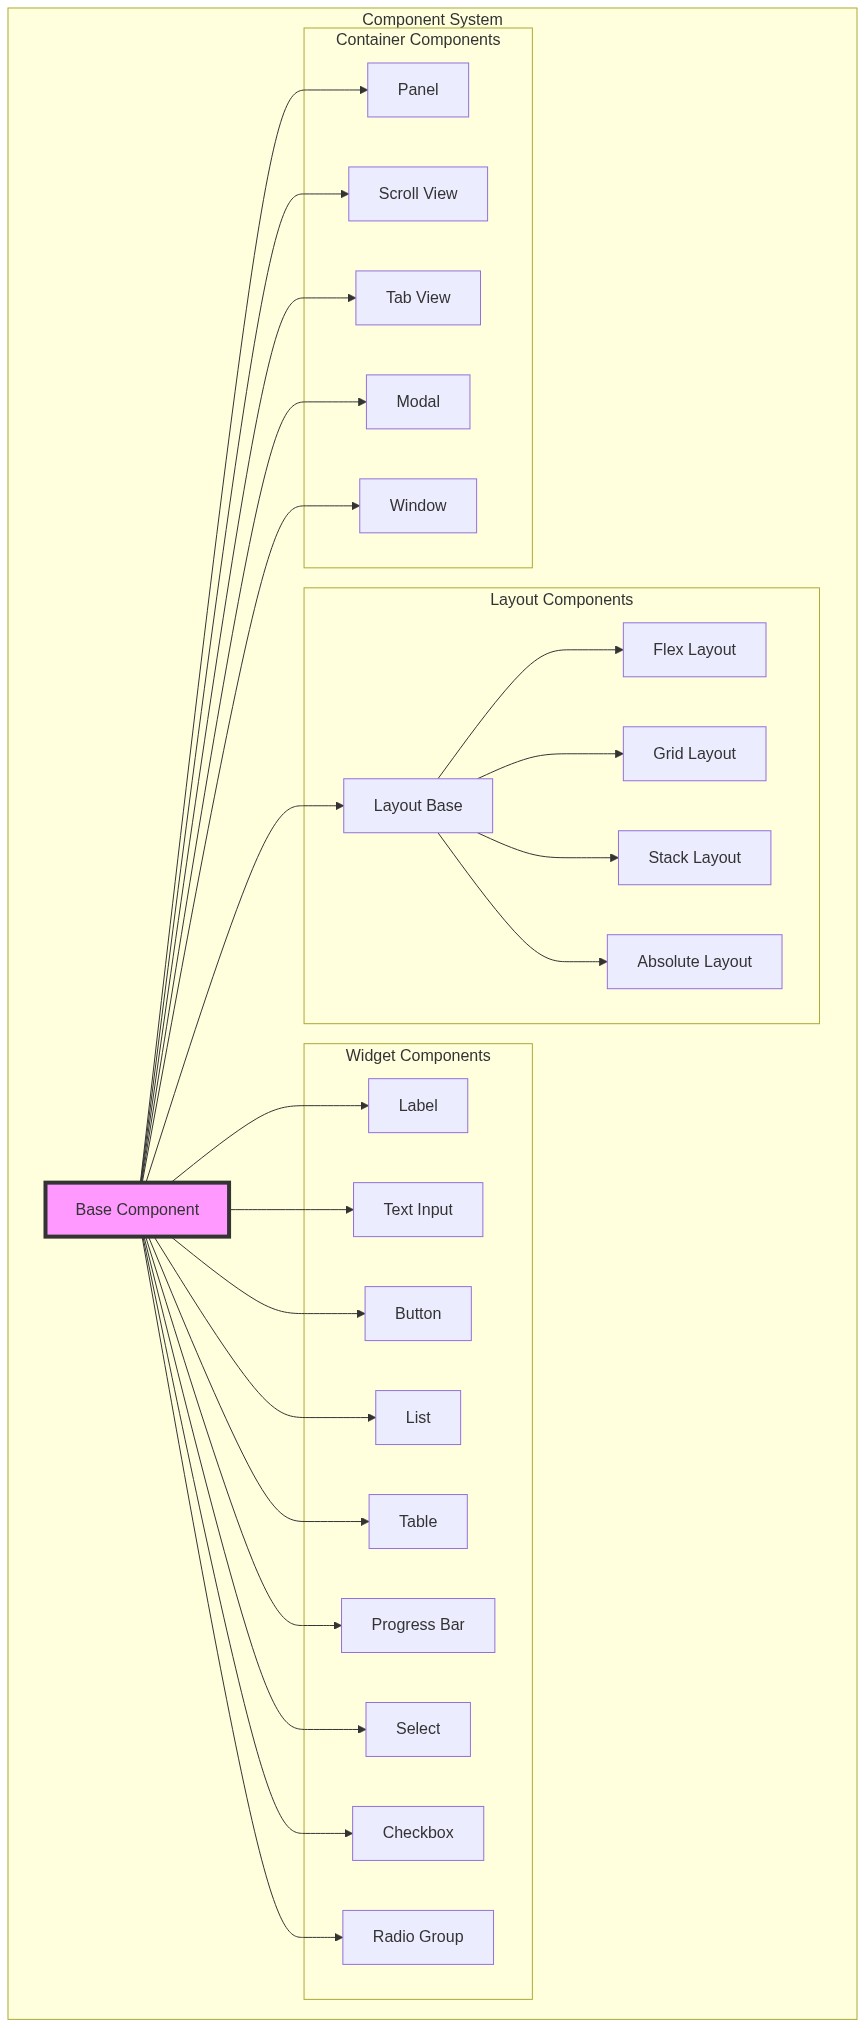 Component System
Container Components
Panel
Scroll View
Tab View
Modal
Window
Layout Components
Flex Layout
Grid Layout
Layout Base
Stack Layout
Absolute Layout
Widget Components
Label
Base Component
Text Input
Button
List
Table
Progress Bar
Select
Checkbox
Radio Group